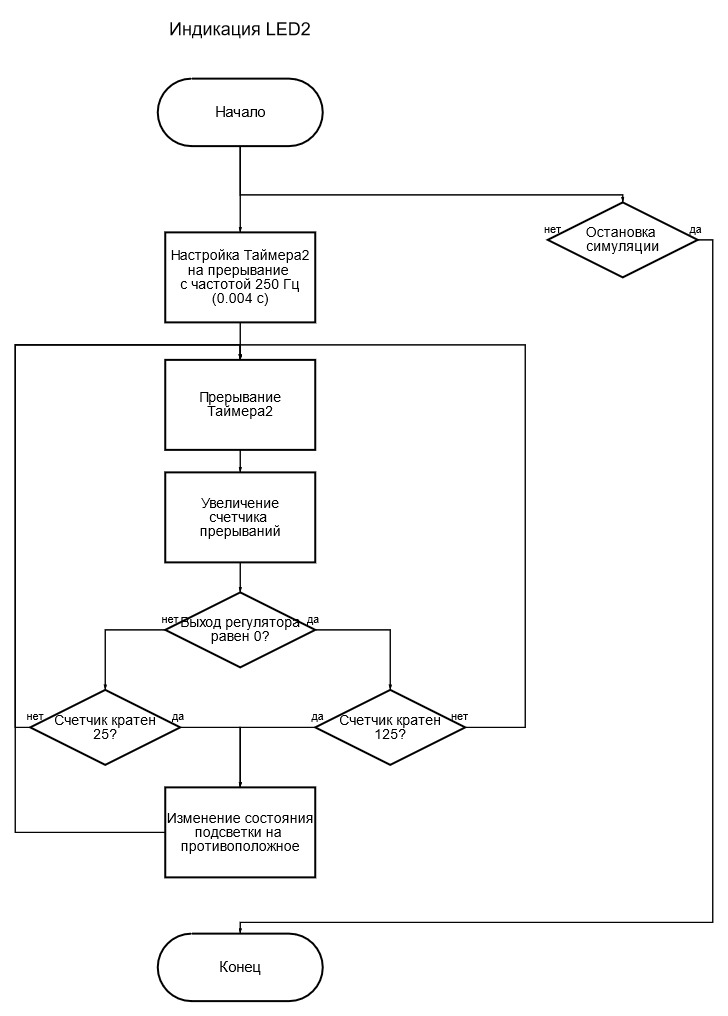 Индикация LED2
Начало
нет
Остановка
симуляции
да
Настройка Таймера2
на прерывание
с частотой 250 Гц
(0.004 с)
Прерывание
Таймера2
Увеличение
счетчика
прерываний
нет
Выход регулятора
равен 0?
да
нет
Счетчик кратен
25?
да
да
Счетчик кратен
125?
нет
Изменение состояния
подсветки на
противоположное
Конец